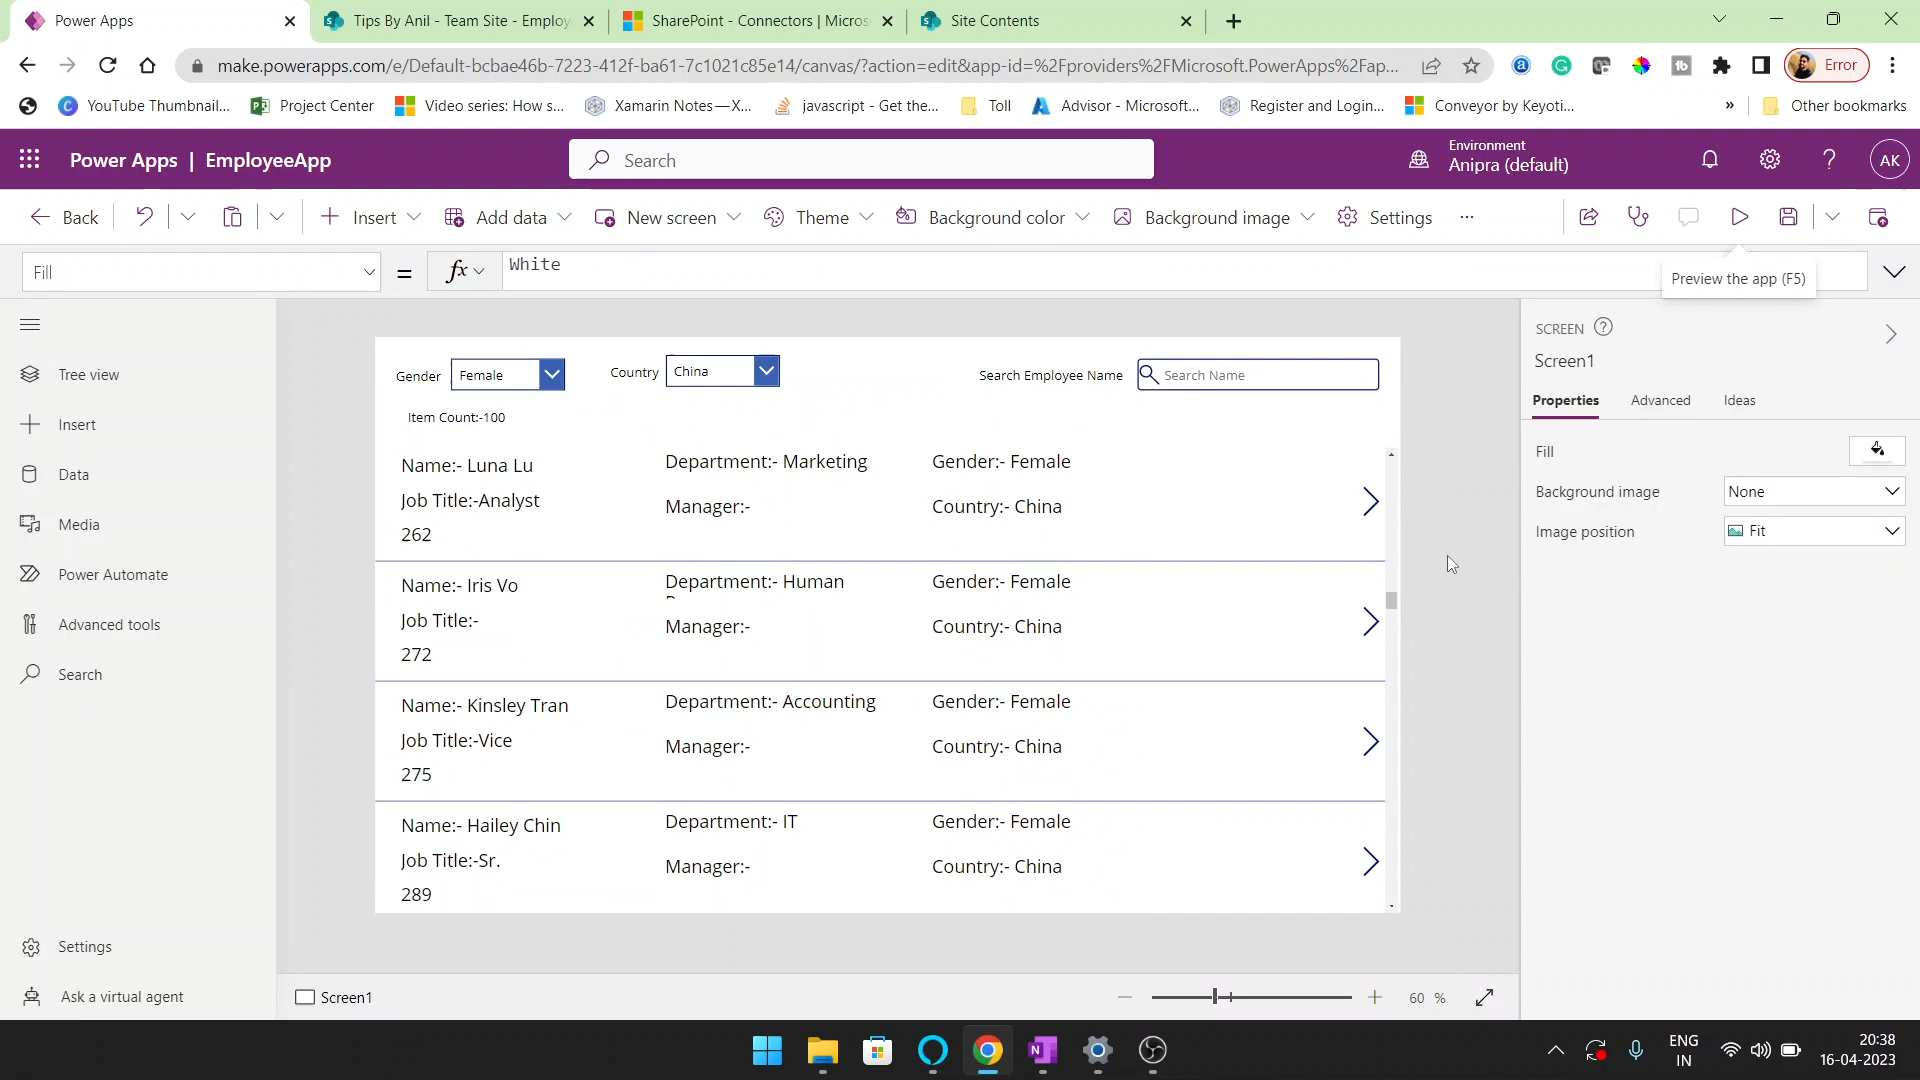 Power Apps
Tips By Anil - Team Site - Employ
SharePoint - Connectors | Micros
Site Contents
make.powerapps.com/e/Default-bcbae46b-7223-412f-ba61-7c1021c85e14/canvas/?action=edit&app-id=%2Fproviders%2FMicrosoft.PowerApps%2Fap...
Error
YouTube Thumbnail...
Project Center
Video series: How s...
Xamarin Notes—X...
javascript - Get the...
Toll
Advisor - Microsoft...
Register and Login...
Conveyor by Keyoti...
»
Other bookmarks
Power Apps | EmployeeApp
Search
Environment
Anipra (default)
AK
Back
Insert
Add data
New screen
Theme
Background color
Background image
Settings
Fill
=
fx
White
Preview the app (F5)
Tree view
Insert
Data
Media
Power Automate
Advanced tools
Search
Settings
Ask a virtual agent
Gender
Female
Country
China
Search Employee Name
Search Name
Item Count:-100
Name:- Luna Lu
Department:- Marketing
Gender:- Female
Job Title:-Analyst
Manager:-
Country:- China
262
Name:- Iris Vo
Department:- Human
Gender:- Female
Job Title:-
Manager:-
Country:- China
272
Name:- Kinsley Tran
Department:- Accounting
Gender:- Female
Job Title:-Vice
Manager:-
Country:- China
275
Name:- Hailey Chin
Department:- IT
Gender:- Female
Job Title:-Sr.
Manager:-
Country:- China
289
SCREEN
Screen1
Properties
Advanced
Ideas
Fill
Background image
None
Image position
Fit
Screen1
60 %
ENG
IN
20:38
16-04-2023